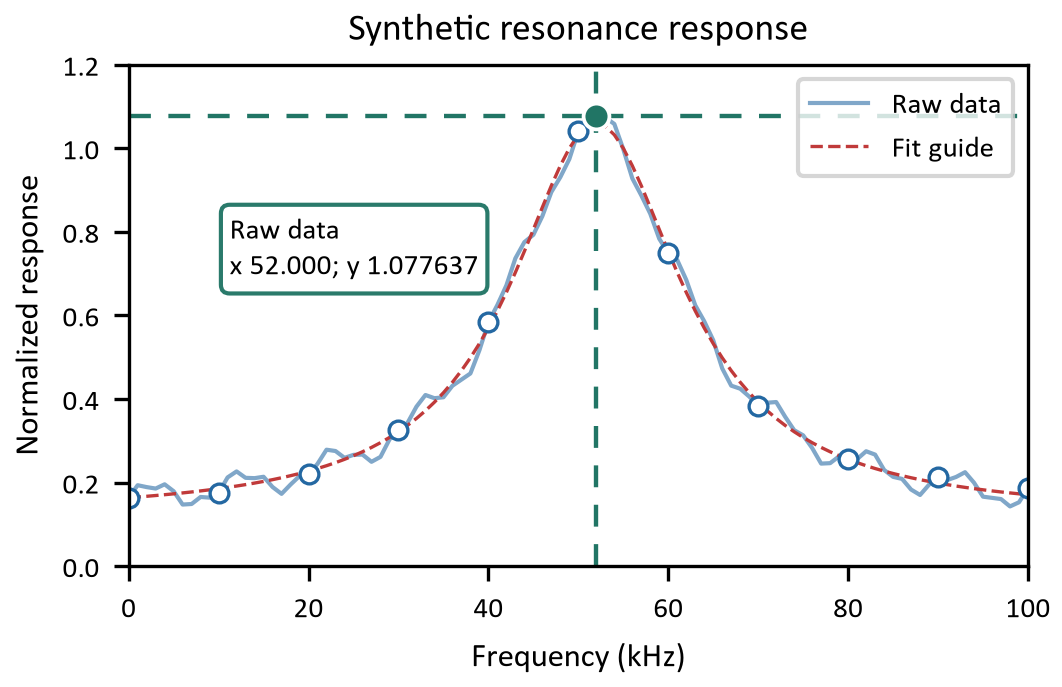 Synthetic resonance response
Raw data
Fit guide
Raw data
x 52.000; y 1.077637
Normalized response
1.2
1.0
0.8
0.6
0.4
0.2
0.0
0
20
40
60
80
100
Frequency (kHz)